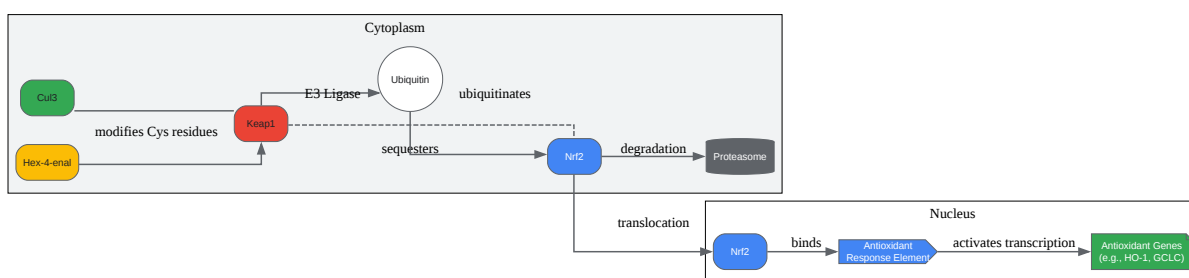 Cytoplasm
Ubiquitin
Cul3
E3 Ligase
ubiquitinates
Keap1
modifies Cys residues
sequesters
Hex-4-enal
Nrf2
degradation
Proteasome
Nucleus
translocation
Nrf2
binds
Antioxidant
Response Element
activates transcription
Antioxidant Genes
(e.g., HO-1, GCLC)